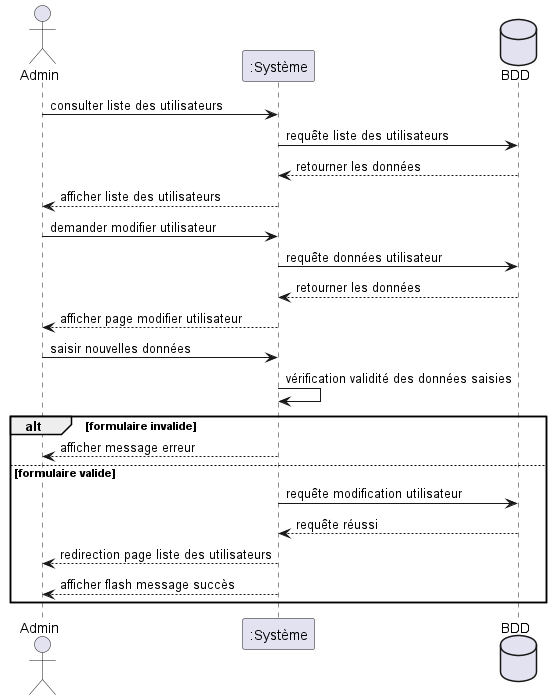 Admin
:Système
BDD
consulter liste des utilisateurs
requête liste des utilisateurs
retourner les données
afficher liste des utilisateurs
demander modifier utilisateur
requête données utilisateur
retourner les données
afficher page modifier utilisateur
saisir nouvelles données
vérification validité des données saisies
alt [formulaire invalide]
afficher message erreur
[formulaire valide]
requête modification utilisateur
requête réussi
redirection page liste des utilisateurs
afficher flash message succès
Admin
:Système
BDD